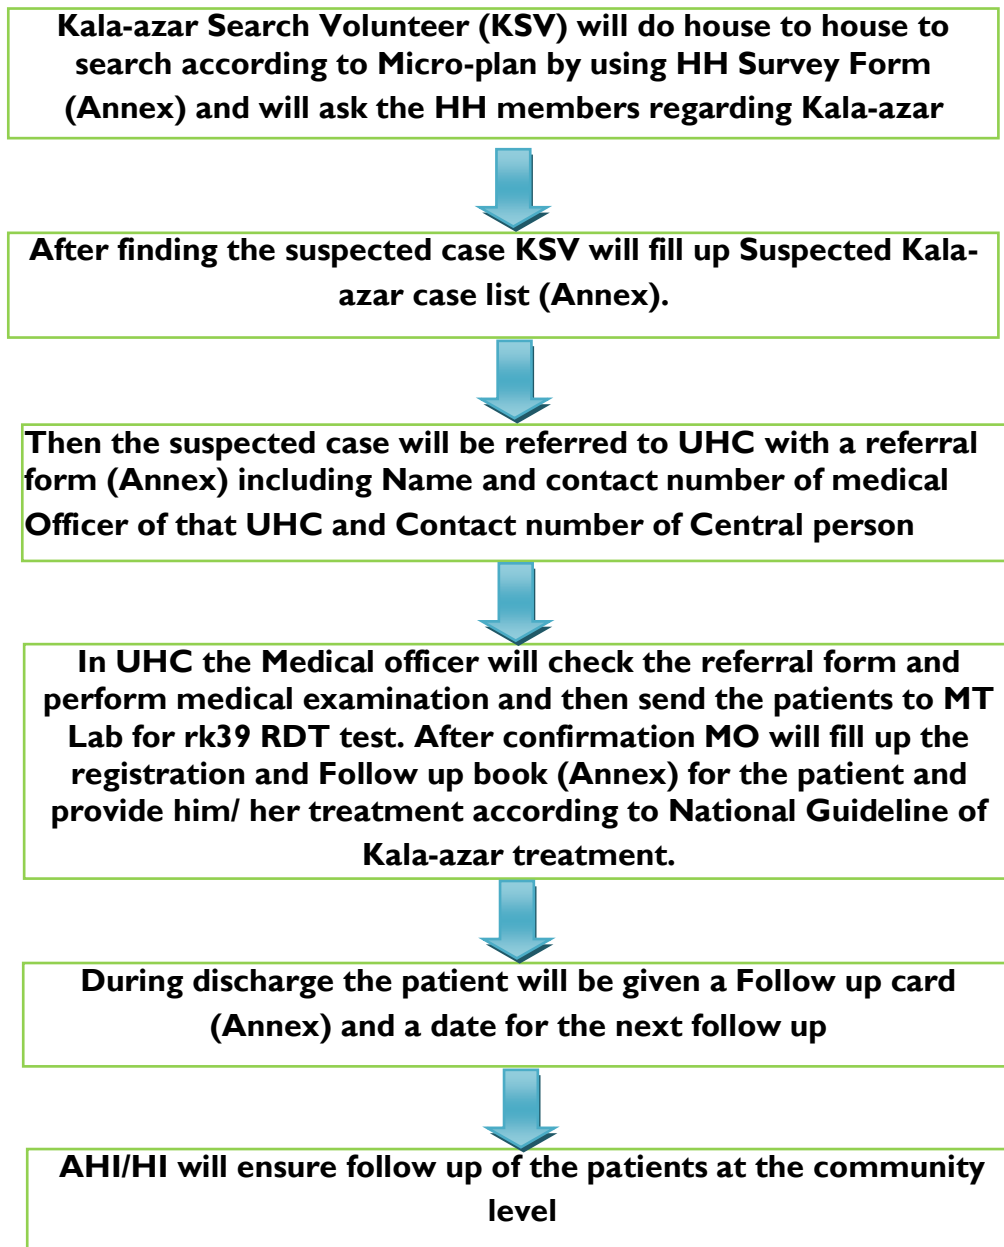 Kala-azar Search Volunteer (KSV) will do house to house to
search according to Micro-plan by using HH Survey Form
(Annex) and will ask the HH members regarding Kala-azar
After finding the suspected case KSV will fill up Suspected Kala-
azar case list (Annex).
Then the suspected case will be referred to UHC with a referral
form (Annex) including Name and contact number of medical
Officer of that UHC and Contact number of Central person
In UHC the Medical officer will check the referral form and
perform medical examination and then send the patients to MT
Lab for rk39 RDT test. After confirmation MO will fill up the
registration and Follow up book (Annex) for the patient and
provide him/ her treatment according to National Guideline of
Kala-azar treatment.
During discharge the patient will be given a Follow up card
(Annex) and a date for the next follow up
AHI/HI will ensure follow up of the patients at the community
level